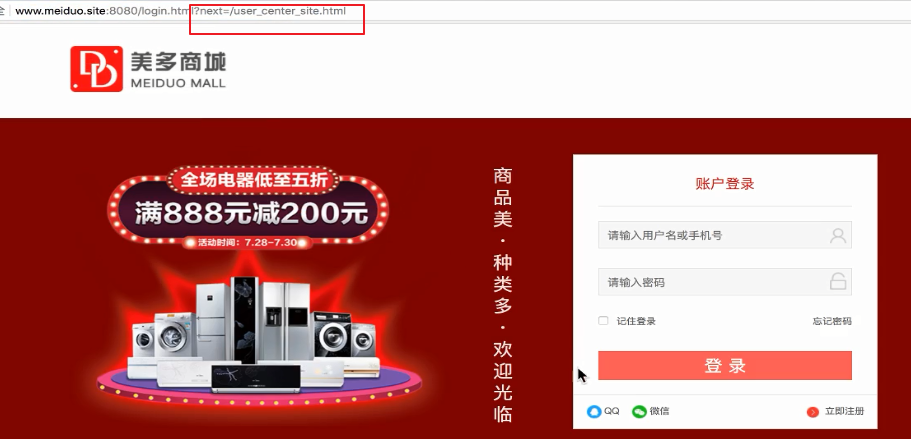 全 www.meiduo.site:8080/login.html?next=/user_center_site.html
美多商城
MEIDUO MALL
全场电器低至五折
满888元减200元
活动时间：7.28-7.30
商品美·种类多·欢迎光临
账户登录
请输入用户名或手机号
请输入密码
记住登录 忘记密码
登录
QQ 微信 立即注册